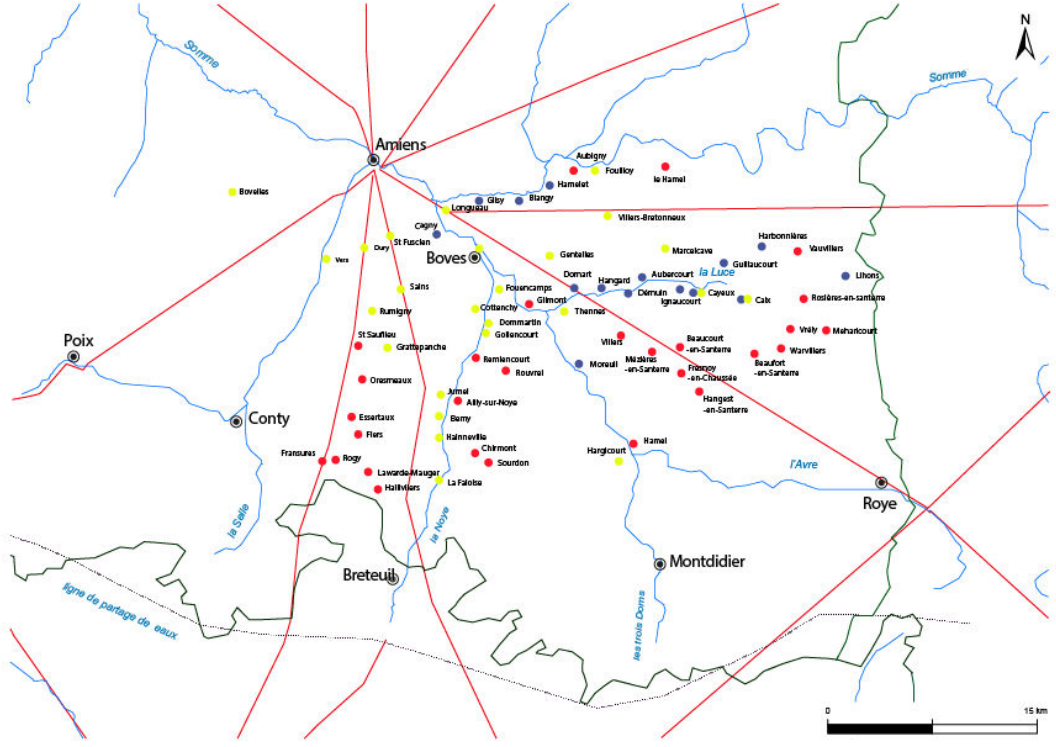 N
Somme
Somme
Amiens
Aubigny
Fouilloy
le Hamel
Hamelet
Bovelles
Glisy
Blangy
Longueau
Villers-Bretonneux
Cagny
St Fuscien
Dury
Harbonnières
Vauvillers
Marcelcave
Vers
Boves
Gentelles
Guillaucourt
Lihons
Domart
Hangard
Aubercourt
la Luce
Sains
Fouencamps
Démuin
Ignaucourt
Cayeux
Caix
Rosières-en-santerre
Glimont
Rumigny
Cottenchy
Thennes
Dommartin
Gollencourt
St Sauflieu
Grattepanche
Villers
Vrély
Meharicourt
Poix
Remiencourt
Rouvrel
Moreuil
Mézières
-en-Santerre
Beaucourt
-en-Santerre
Beaufort
-en-Santerre
Warvillers
Fresnoy
-en-Chaussée
Hangest
-en-Santerre
Oresmeaux
Jumel
Ailly-sur-Noye
Conty
Essertaux
Berny
Flers
Hainneville
Chirmont
Sourdon
Hamel
Hargicourt
Fransures
Rogy
Lawarde-Mauger
Hallivilers
La Faloise
l'Avre
Roye
la Selle
la Noye
Breteuil
Montdidier
ligne de partage de eaux
les trois Doms
0
15 km